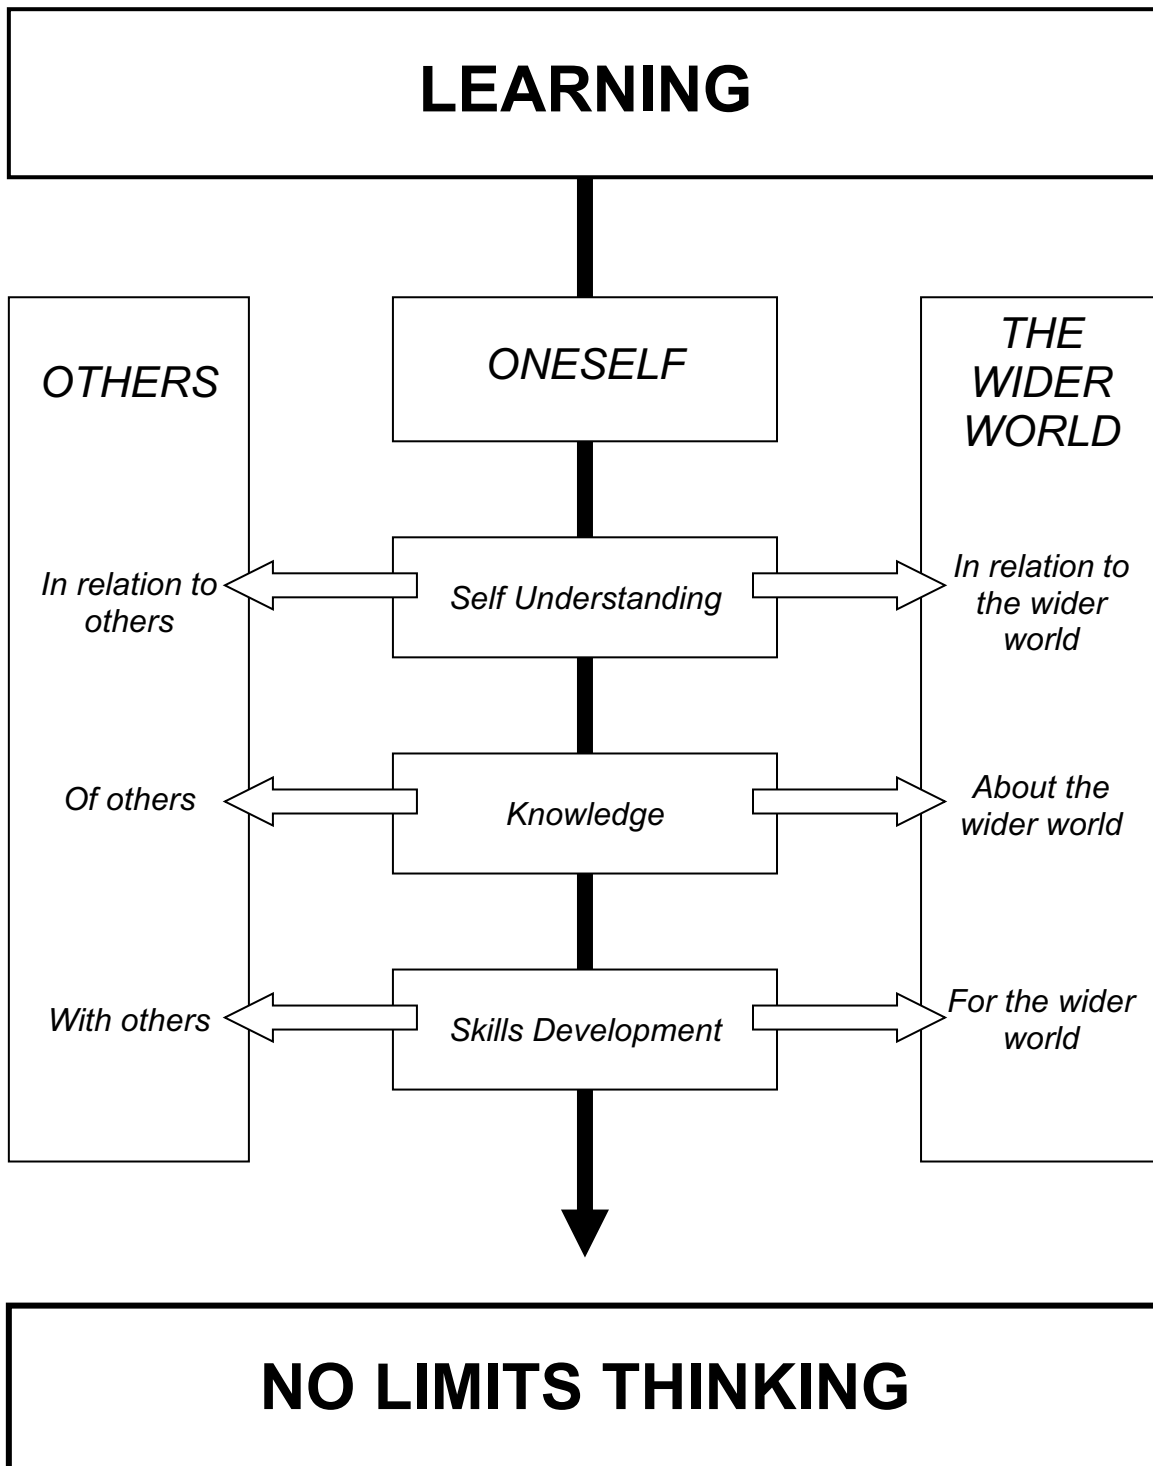 LEARNING
OTHERS
ONESELF
THE
WIDER
WORLD
In relation to
others
Self Understanding
In relation to
the wider
world
Of others
Knowledge
About the
wider world
With others
Skills Development
For the wider
world
NO LIMITS THINKING